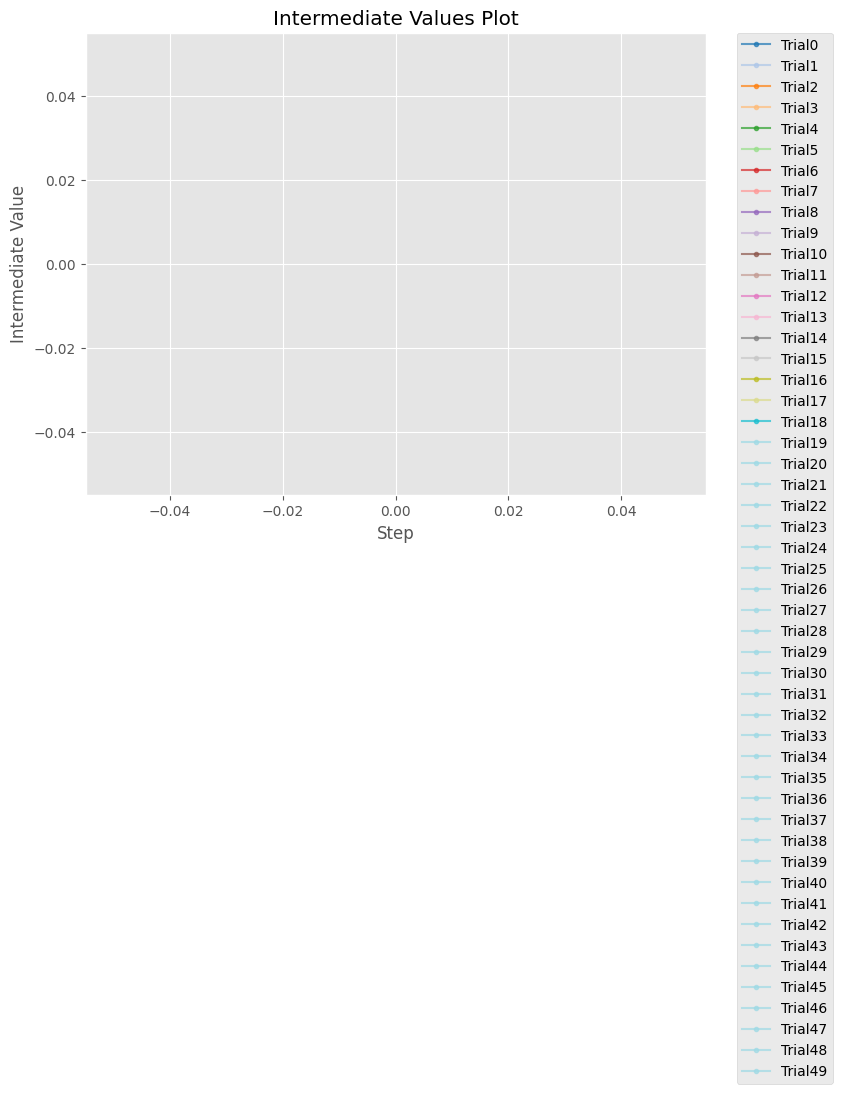 Intermediate Values Plot
Intermediate Value
0.04
0.02
0.00
−0.02
−0.04
−0.04
−0.02
0.00
0.02
0.04
Step
Trial0
Trial1
Trial2
Trial3
Trial4
Trial5
Trial6
Trial7
Trial8
Trial9
Trial10
Trial11
Trial12
Trial13
Trial14
Trial15
Trial16
Trial17
Trial18
Trial19
Trial20
Trial21
Trial22
Trial23
Trial24
Trial25
Trial26
Trial27
Trial28
Trial29
Trial30
Trial31
Trial32
Trial33
Trial34
Trial35
Trial36
Trial37
Trial38
Trial39
Trial40
Trial41
Trial42
Trial43
Trial44
Trial45
Trial46
Trial47
Trial48
Trial49